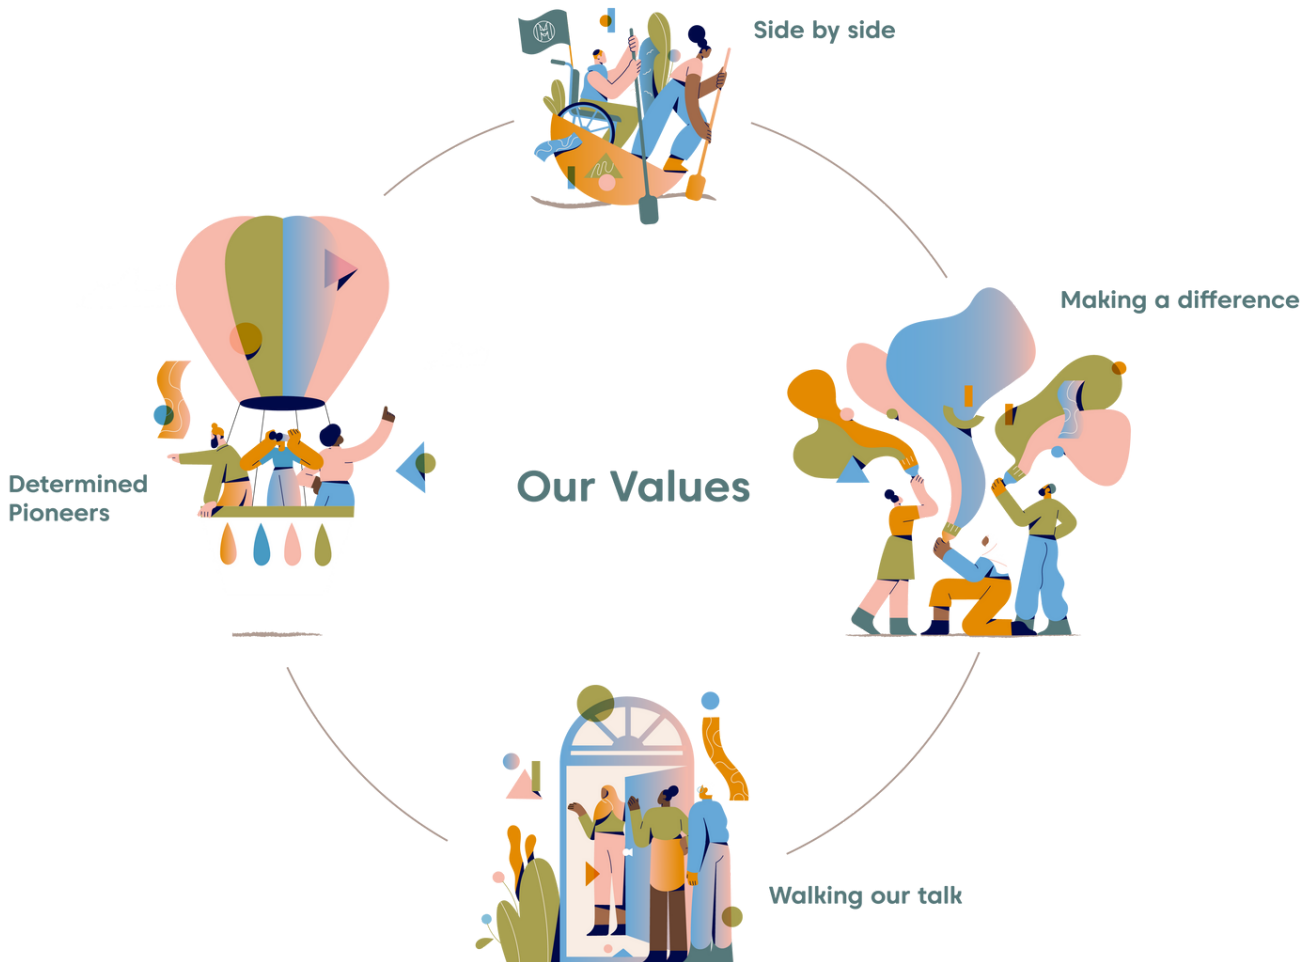 Side by side
Making a difference
Determined
Pioneers
Our Values
Walking our talk